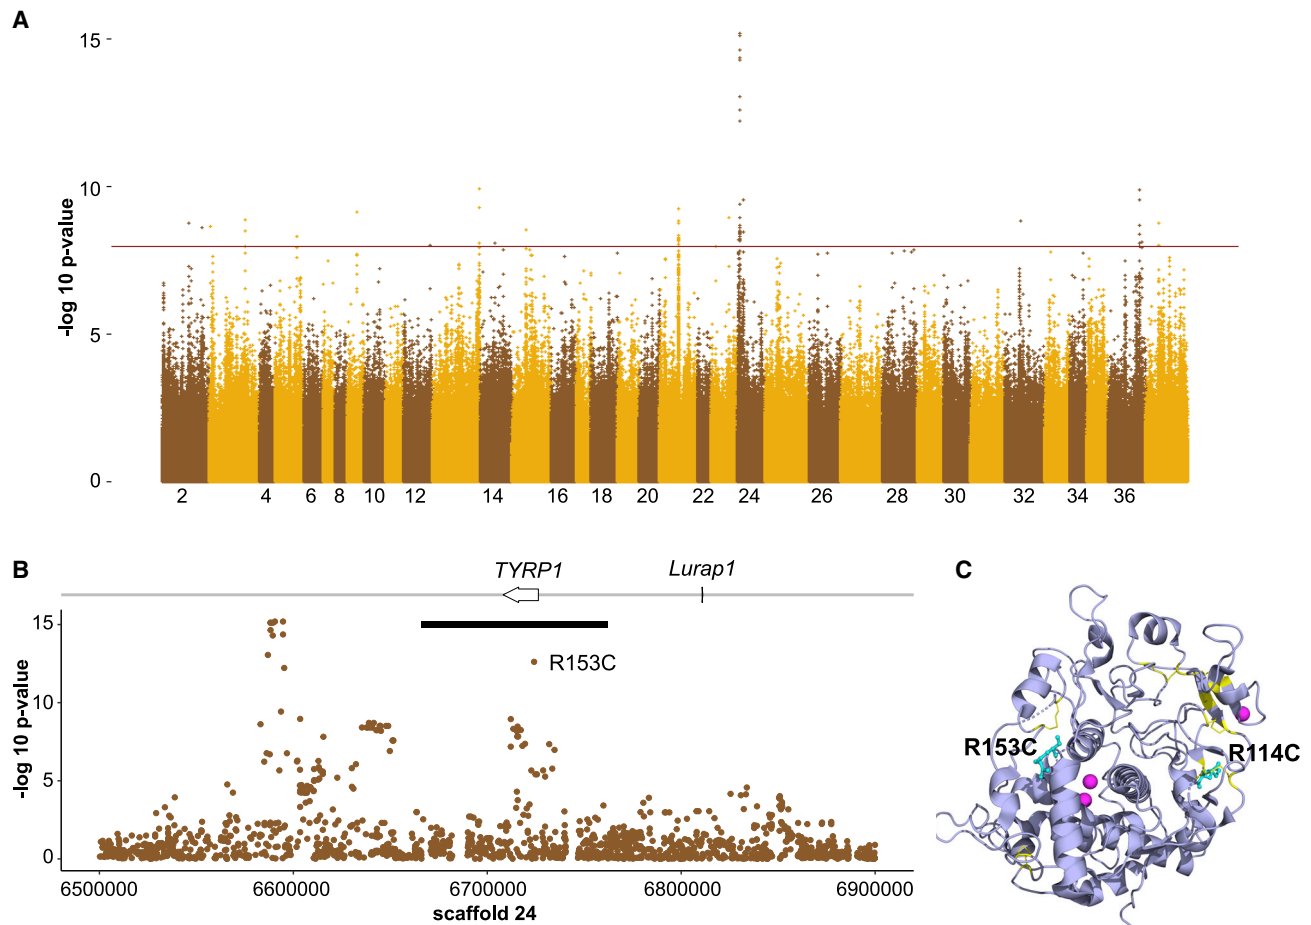 A
-log 10 p-value
15
10
5
0
2 4 6 8 10 12 14 16 18 20 22 24 26 28 30 32 34 36
B
TYRP1 Lurap1
-log 10 p-value
15
10
5
0
R153C
6500000 6600000 6700000 6800000 6900000
scaffold 24
C
R153C
R114C